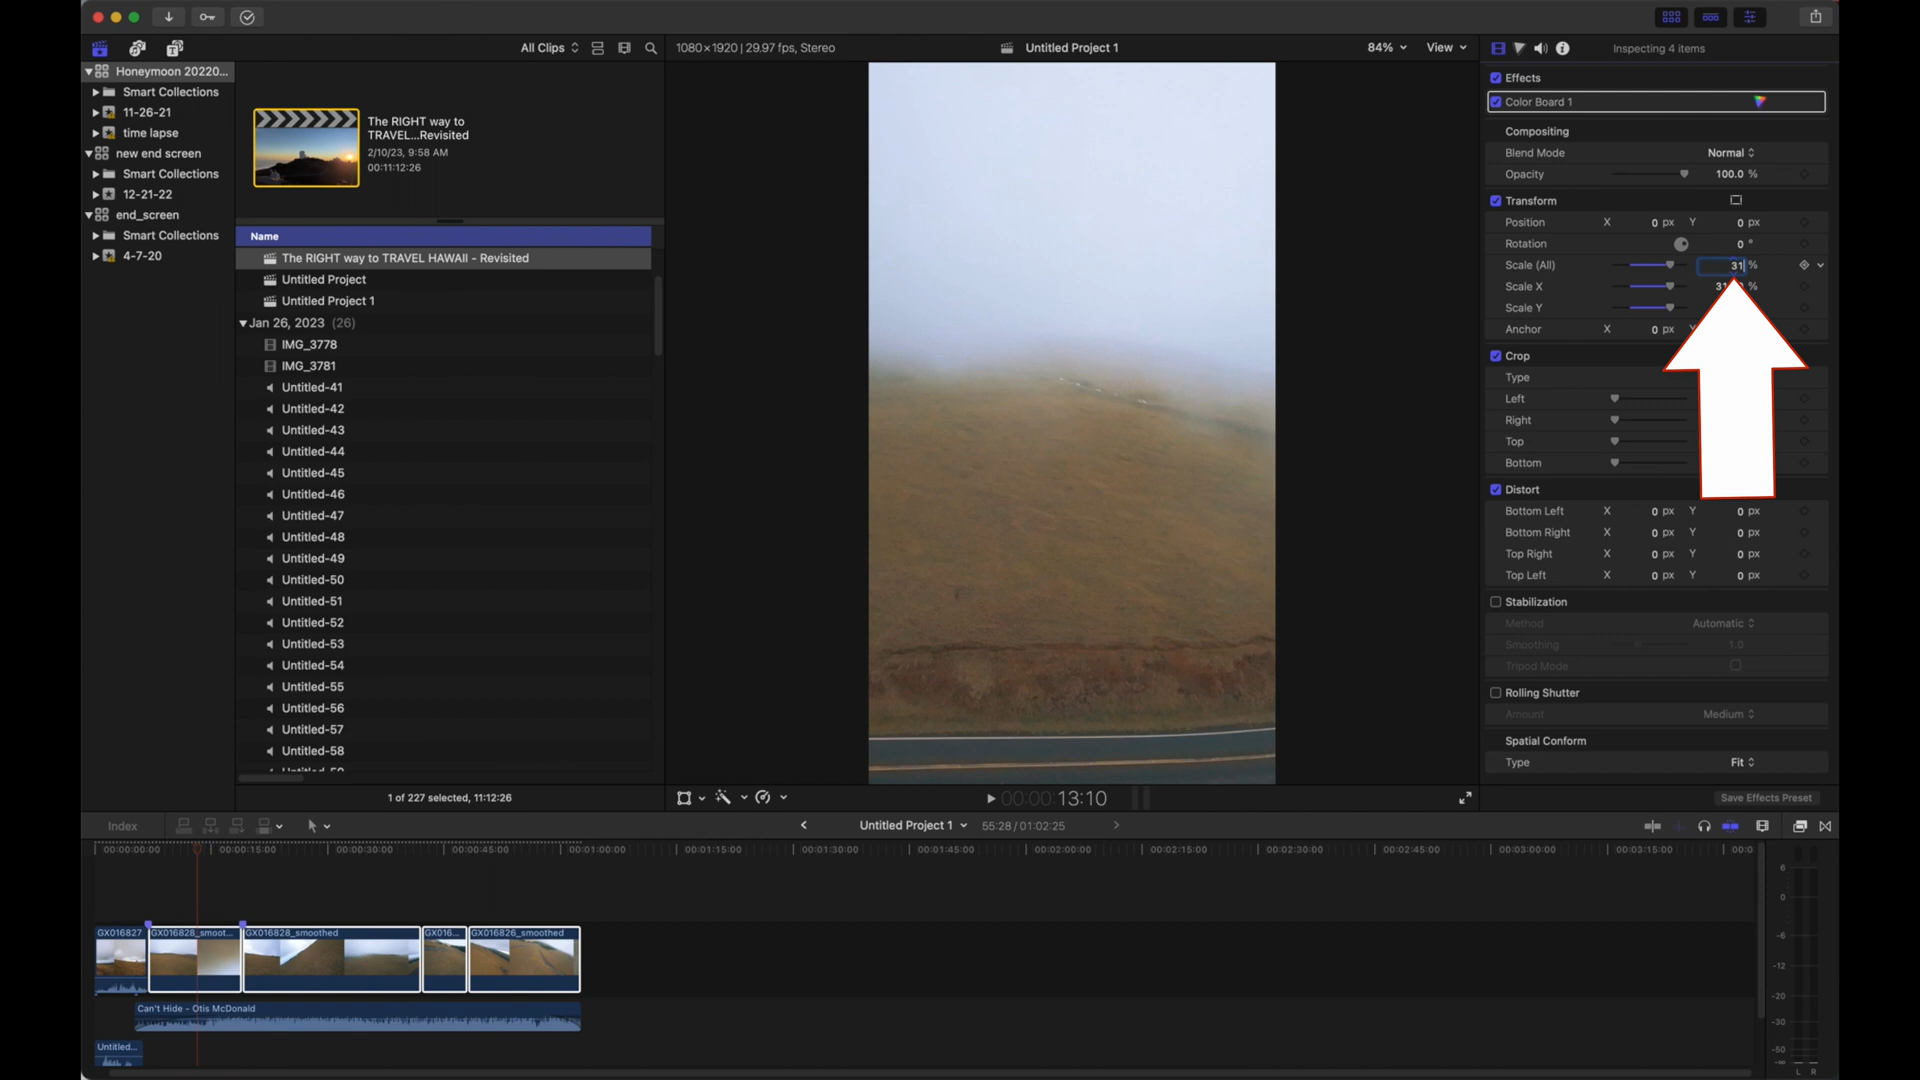 All Clips
1080×1920 | 29.97 fps, Stereo
Untitled Project 1
84%
View
Inspecting 4 items
Honeymoon 20220...
Smart Collections
11-26-21
time lapse
new end screen
Smart Collections
12-21-22
end_screen
Smart Collections
4-7-20
The RIGHT way to
TRAVEL...Revisited
2/10/23, 9:58 AM
00:11:12:26
Name
The RIGHT way to TRAVEL HAWAII - Revisited
Untitled Project
Untitled Project 1
Jan 26, 2023 (26)
IMG_3778
IMG_3781
Untitled-41
Untitled-42
Untitled-43
Untitled-44
Untitled-45
Untitled-46
Untitled-47
Untitled-48
Untitled-49
Untitled-50
Untitled-51
Untitled-52
Untitled-53
Untitled-54
Untitled-55
Untitled-56
Untitled-57
Untitled-58
1 of 227 selected, 11:12:26
00:00:00:13:10
Effects
Color Board 1
Compositing
Blend Mode Normal
Opacity 100.0 %
Transform
Position X 0 px Y 0 px
Rotation 0 °
Scale (All) 31 %
Scale X %
Scale Y
Anchor X 0 px Y
Crop
Type
Left
Right
Top
Bottom
Distort
Bottom Left X 0 px Y 0 px
Bottom Right X 0 px Y 0 px
Top Right X 0 px Y 0 px
Top Left X 0 px Y 0 px
Stabilization
Method Automatic
Smoothing 1.0
Tripod Mode
Rolling Shutter
Amount Medium
Spatial Conform
Type Fit
Save Effects Preset
Index
Untitled Project 1
55:28 / 01:02:25
00:00:00:00 00:00:15:00 00:00:30:00 00:00:45:00 00:01:00:00 00:01:15:00 00:01:30:00 00:01:45:00 00:02:00:00 00:02:15:00 00:02:30:00 00:02:45:00 00:03:00:00 00:03:15:00 00:0
GX016827 GX016828_smoot... GX016828_smoothed GX016... GX016826_smoothed
Can't Hide - Otis McDonald
Untitled...
6
0
-6
-12
-20
-30
-50
-∞
L R